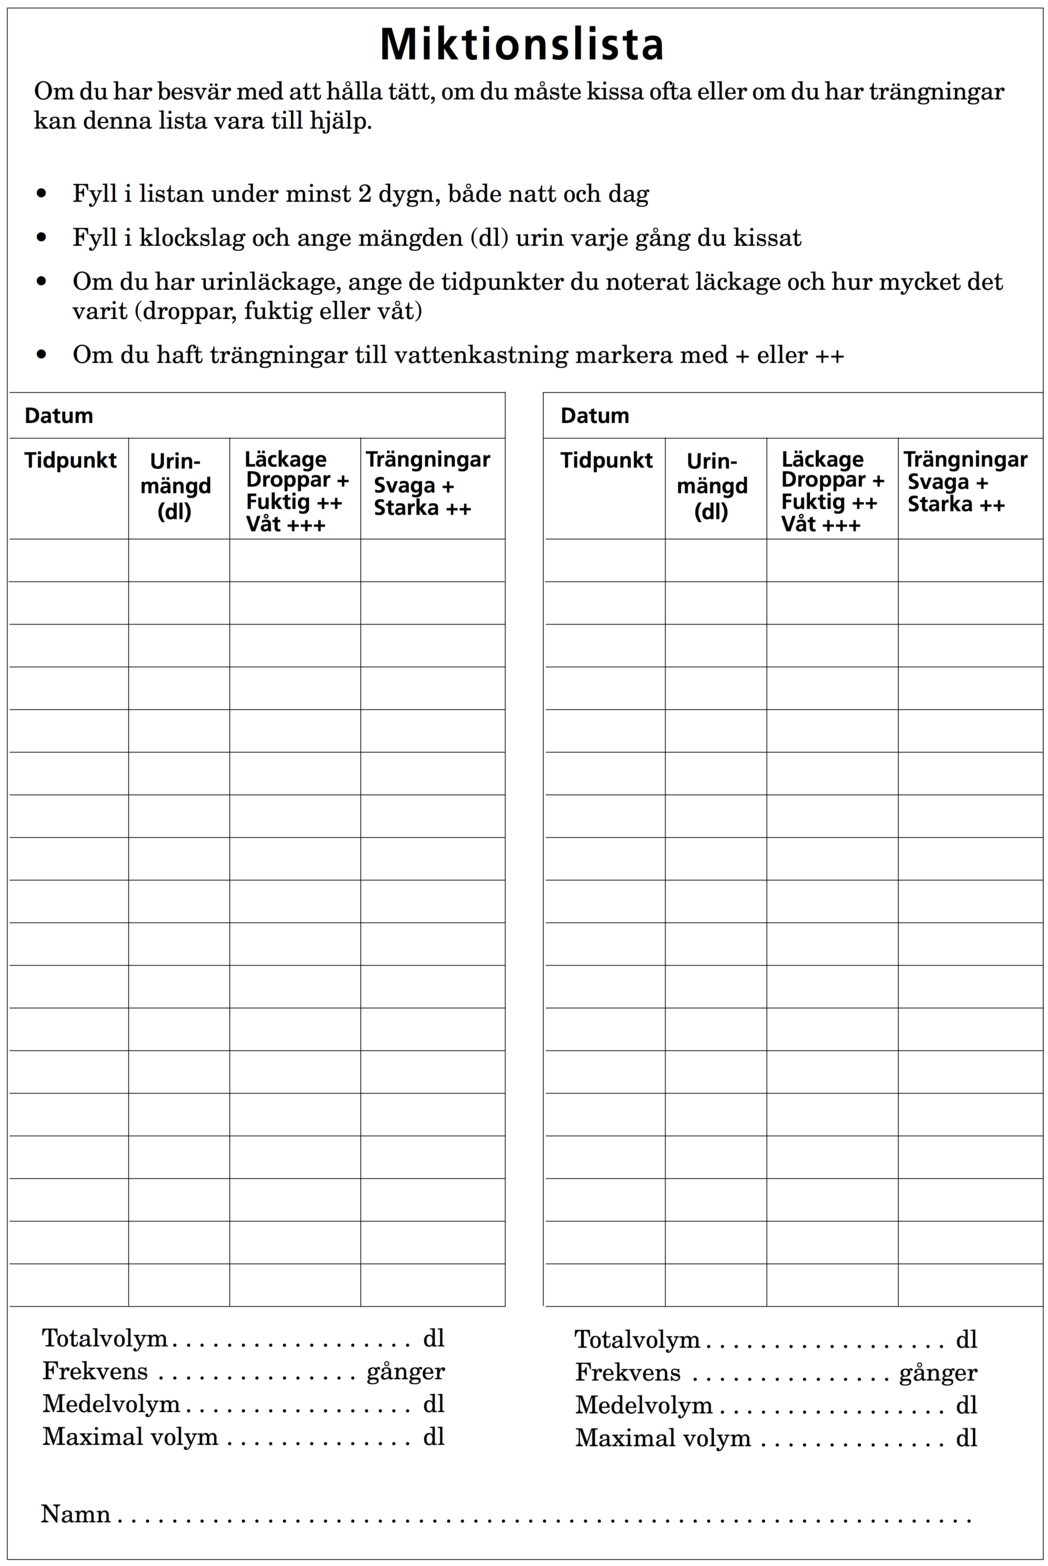 Miktionslista
Om du har besvär med att hålla tätt, om du måste kissa ofta eller om du har trängningar
kan denna lista vara till hjälp.
• Fyll i listan under minst 2 dygn, både natt och dag
• Fyll i klockslag och ange mängden (dl) urin varje gång du kissat
• Om du har urinläckage, ange de tidpunkter du noterat läckage och hur mycket det
varit (droppar, fuktig eller våt)
• Om du haft trängningar till vattenkastning markera med + eller ++
Datum
Tidpunkt
Urin-
mängd
(dl)
Läckage
Droppar +
Fuktig ++
Våt +++
Trängningar
Svaga +
Starka ++
Datum
Tidpunkt
Urin-
mängd
(dl)
Läckage
Droppar +
Fuktig ++
Våt +++
Trängningar
Svaga +
Starka ++
Totalvolym . . . . . . . . . . . . . . . . . . dl
Frekvens . . . . . . . . . . . . . . . gånger
Medelvolym . . . . . . . . . . . . . . . . . dl
Maximal volym . . . . . . . . . . . . . . dl
Totalvolym . . . . . . . . . . . . . . . . . . dl
Frekvens . . . . . . . . . . . . . . . gånger
Medelvolym . . . . . . . . . . . . . . . . . dl
Maximal volym . . . . . . . . . . . . . . dl
Namn . . . . . . . . . . . . . . . . . . . . . . . . . . . . . . . . . . . . . . . . . . . . . . . . . . . . . . . . . . . . . . .